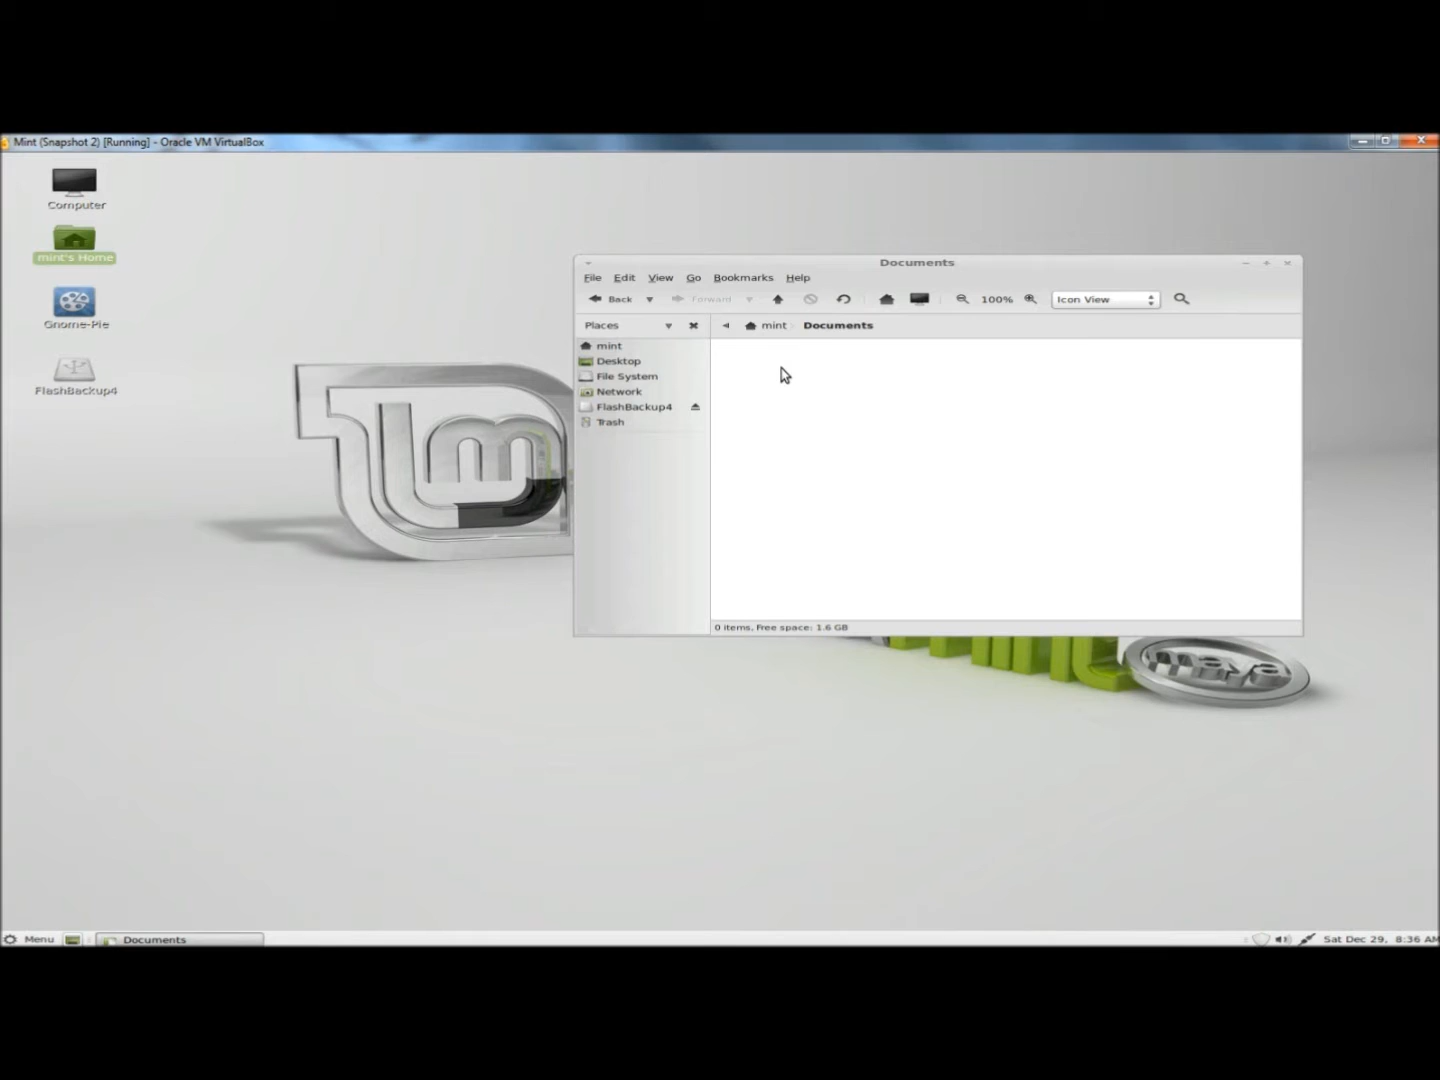 Mint (Snapshot 2) [Running] - Oracle VM VirtualBox
Computer
mint's Home
Gnome-Pie
FlashBackup4
Documents
File Edit View Go Bookmarks Help
Back Forward 100% Icon View
Places mint Documents
mint
Desktop
File System
Network
FlashBackup4
Trash
0 items, Free space: 1.6 GB
maya
Menu Documents Sat Dec 29, 8:36 AM